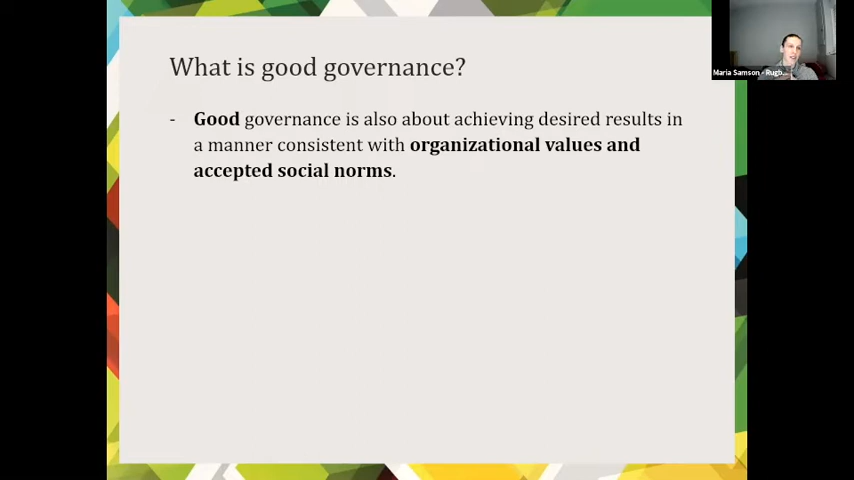 What is good governance?
- Good governance is also about achieving desired results in
a manner consistent with organizational values and
accepted social norms.
Maria Samson - Rugb...